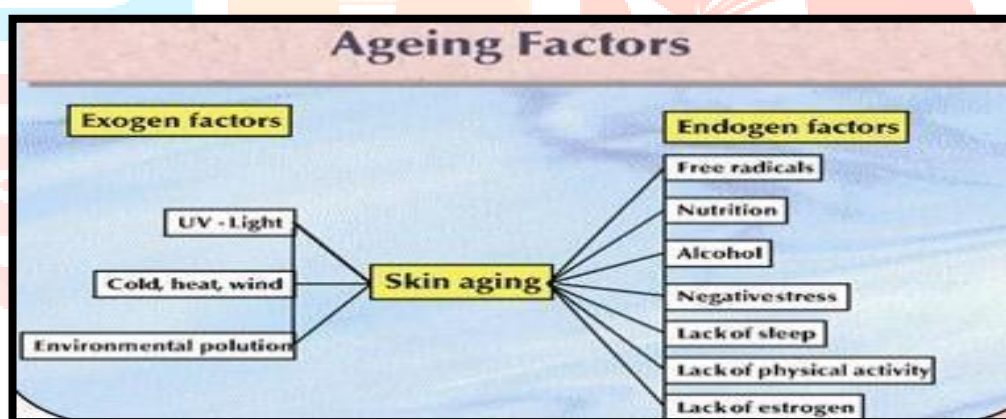 Ageing Factors
Exogen factors
UV - Light
Cold, heat, wind
Environmental polution
Skin aging
Endogen factors
Free radicals
Nutrition
Alcohol
Negativestress
Lack of sleep
Lack of physical activity
Lack of estrogen